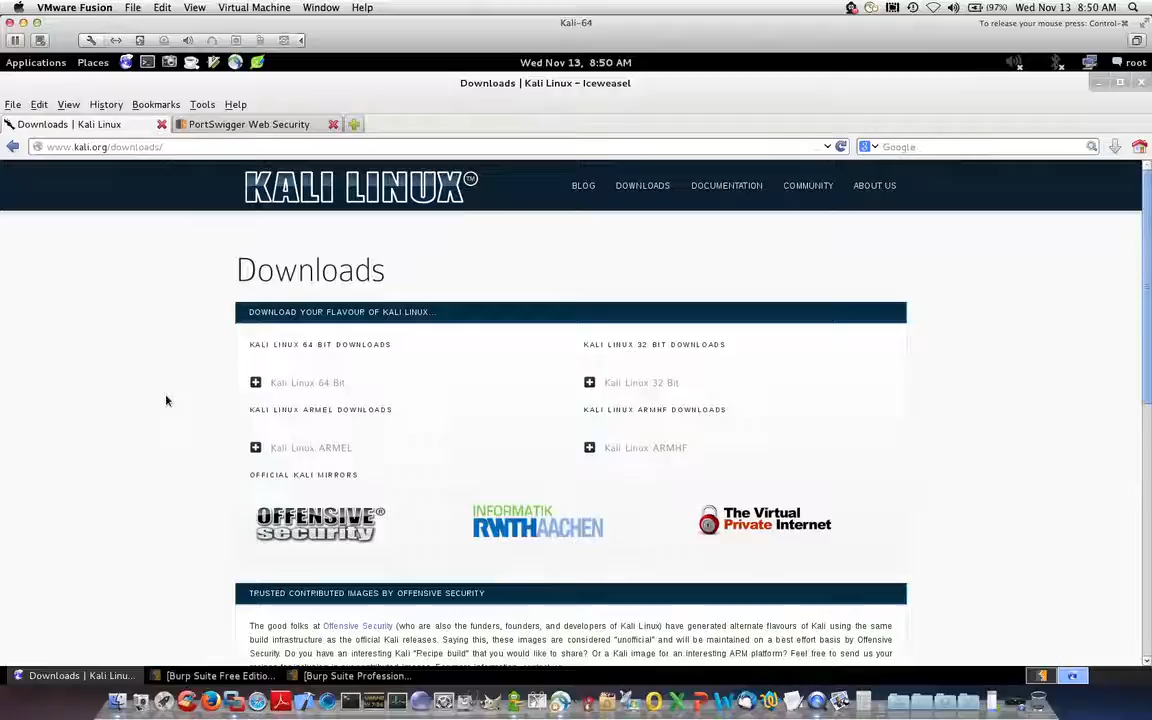 VMware Fusion File Edit View Virtual Machine Window Help (97%) Wed Nov 13 8:50 AM
Kali-64
To release your mouse press: Control-⌘
Applications Places Wed Nov 13, 8:50 AM root
Downloads | Kali Linux - Iceweasel
File Edit View History Bookmarks Tools Help
Downloads | Kali Linux PortSwigger Web Security
www.kali.org/downloads/ Google
KALI LINUX™ BLOG DOWNLOADS DOCUMENTATION COMMUNITY ABOUT US
Downloads
DOWNLOAD YOUR FLAVOUR OF KALI LINUX...
KALI LINUX 64 BIT DOWNLOADS KALI LINUX 32 BIT DOWNLOADS
Kali Linux 64 Bit Kali Linux 32 Bit
KALI LINUX ARMEL DOWNLOADS KALI LINUX ARMHF DOWNLOADS
Kali Linux ARMEL Kali Linux ARMHF
OFFICIAL KALI MIRRORS
OFFENSIVE® INFORMATIK The Virtual
security RWTHAACHEN Private Internet
TRUSTED CONTRIBUTED IMAGES BY OFFENSIVE SECURITY
The good folks at Offensive Security (who are also the funders, founders, and developers of Kali Linux) have generated alternate flavours of Kali using the same
build infrastructure as the official Kali releases. Saying this, these images are considered "unofficial" and will be maintained on a best effort basis by Offensive
Security. Do you have an interesting Kali "Recipe build" that you would like to share? Or a Kali image for an interesting ARM platform? Feel free to send us your
Downloads | Kali Linu... [Burp Suite Free Editio... [Burp Suite Profession...